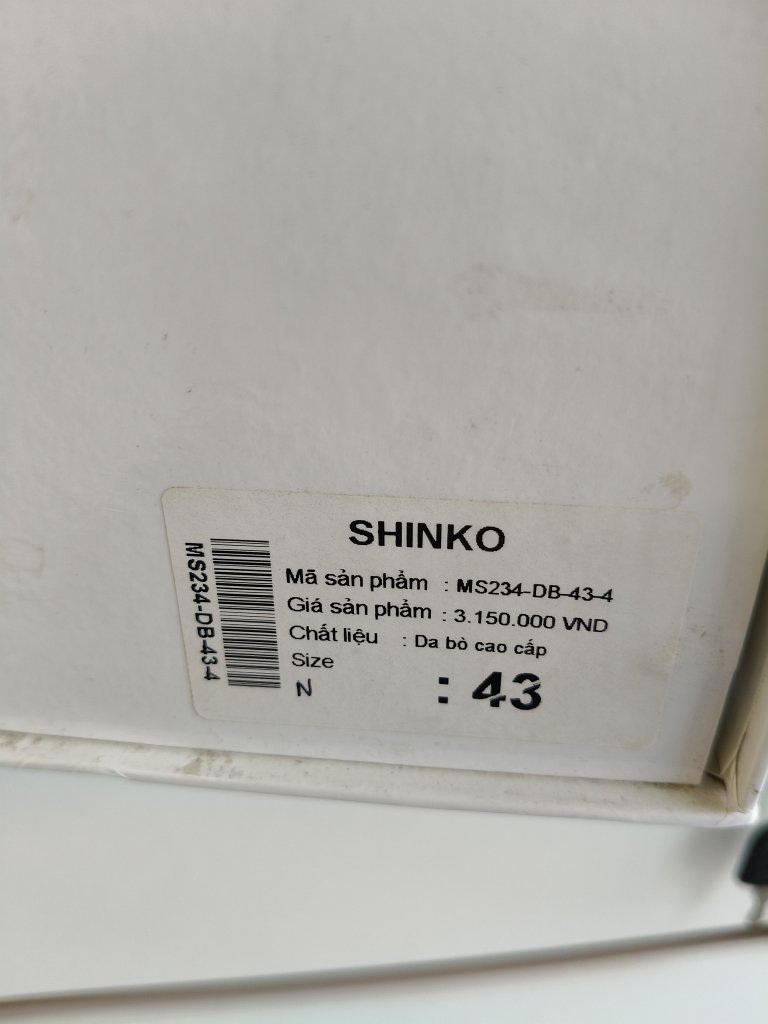 SHINKO
MS234-DB-43-4
Mã sản phẩm : MS234-DB-43-4
Giá sản phẩm : 3.150.000 VND
Chất liệu : Da bò cao cấp
Size : 43
N